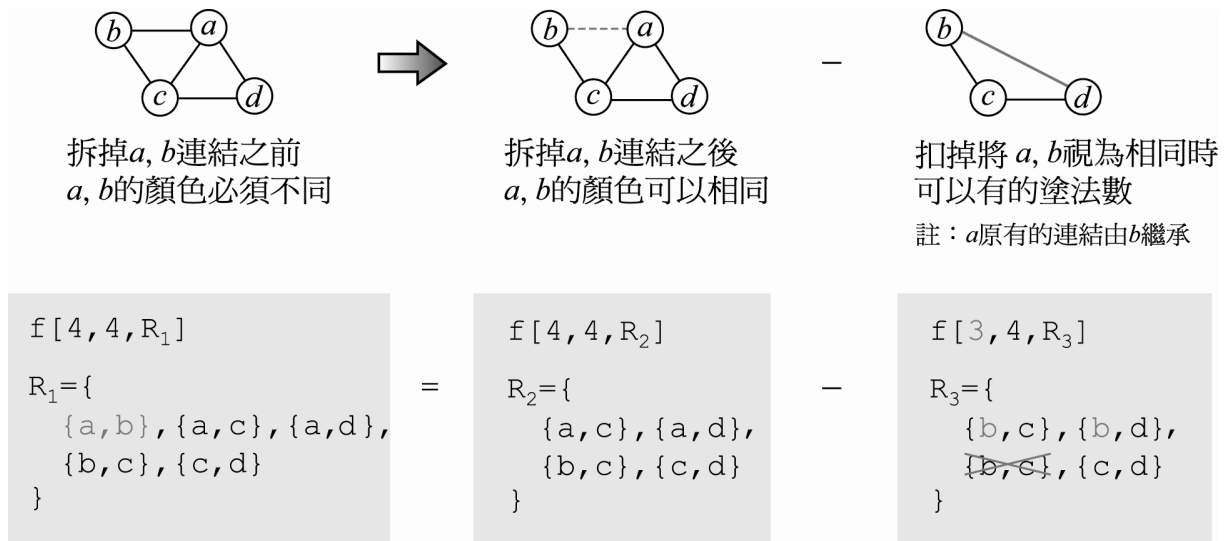 b a
c d
b a
c d
−
b
c d
拆掉a, b連結之前
a, b的顏色必須不同
拆掉a, b連結之後
a, b的顏色可以相同
扣掉將 a, b視為相同時
可以有的塗法數
註：a原有的連結由b繼承
f[4,4,R₁]
R₁={
{a,b},{a,c},{a,d},
{b,c},{c,d}
}
=
f[4,4,R₂]
R₂={
{a,c},{a,d},
{b,c},{c,d}
}
−
f[3,4,R₃]
R₃={
{b,c},{b,d},
{b,c},{c,d}
}